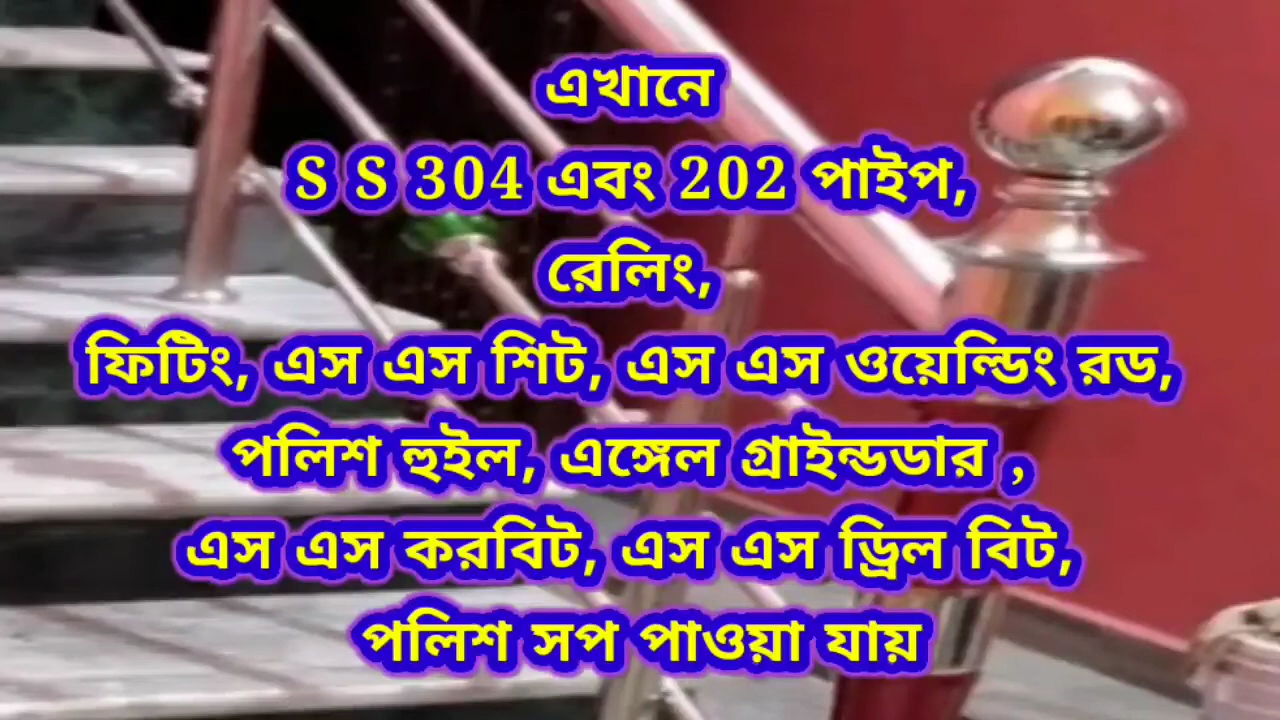 এখানে
S S 304 এবং 202 পাইপ,
রেলিং,
ফিটিং, এস এস শিট, এস এস ওয়েল্ডিং রড,
পলিশ হুইল, এঙ্গেল গ্রাইন্ডডার ,
এস এস করবিট, এস এস ড্রিল বিট,
পলিশ সপ পাওয়া যায়